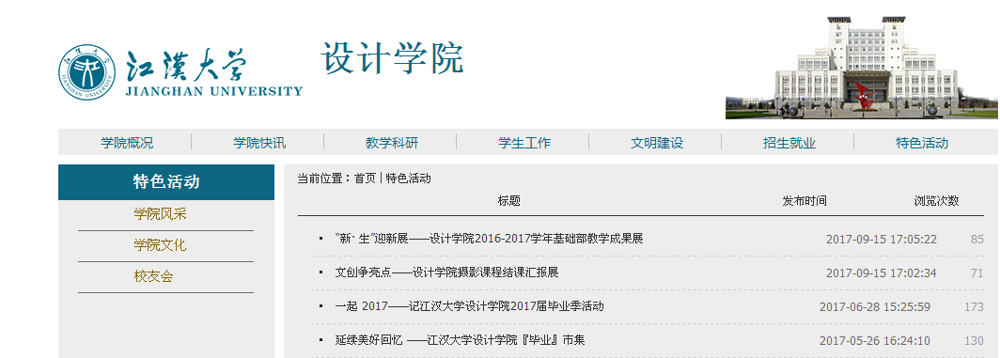 江汉大学
JIANGHAN UNIVERSITY
设计学院
学院概况 学院快讯 教学科研 学生工作 文明建设 招生就业 特色活动
特色活动
学院风采
学院文化
校友会
当前位置：首页 | 特色活动
标题 发布时间 浏览次数
“新· 生”迎新展——设计学院2016-2017学年基础部教学成果展 2017-09-15 17:05:22 85
文创争亮点——设计学院摄影课程结课汇报展 2017-09-15 17:02:34 71
一起 2017——记江汉大学设计学院2017届毕业季活动 2017-06-28 15:25:59 173
延续美好回忆 ——江汉大学设计学院『毕业』市集 2017-05-26 16:24:10 130